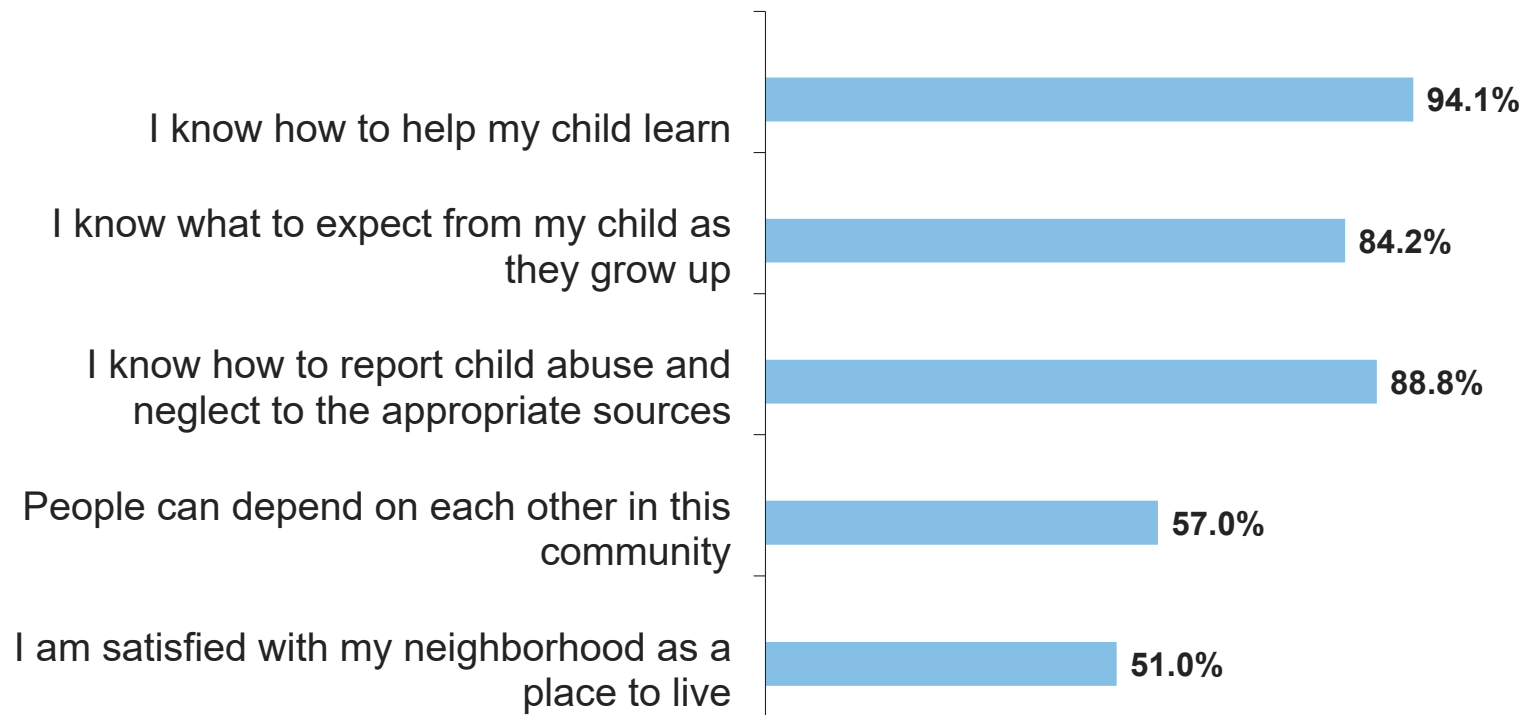 94.1%
I know how to help my child learn
I know what to expect from my child as
they grow up
84.2%
I know how to report child abuse and
neglect to the appropriate sources
88.8%
People can depend on each other in this
community
57.0%
I am satisfied with my neighborhood as a
place to live
51.0%